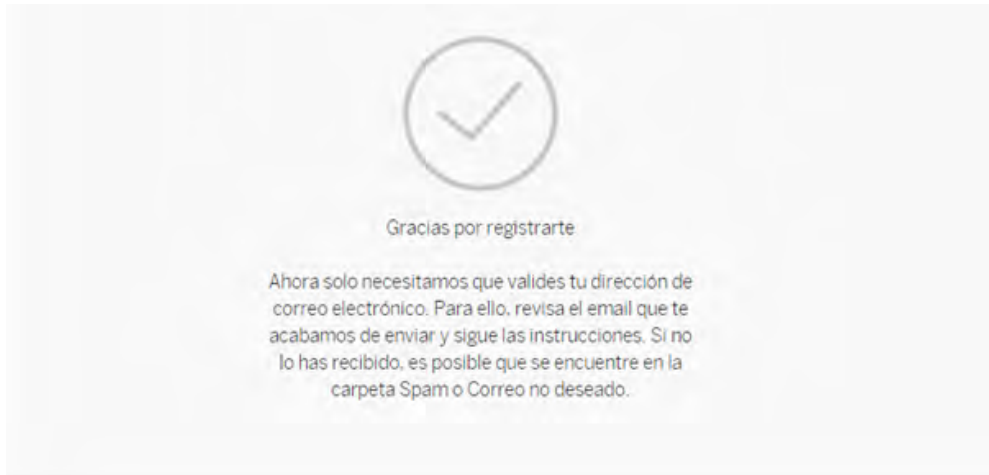 Gracias por registrarte
Ahora solo necesitamos que valides tu dirección de
correo electrónico. Para ello, revisa el email que te
acabamos de enviar y sigue las instrucciones. Si no
lo has recibido, es posible que se encuentre en la
carpeta Spam o Correo no deseado.